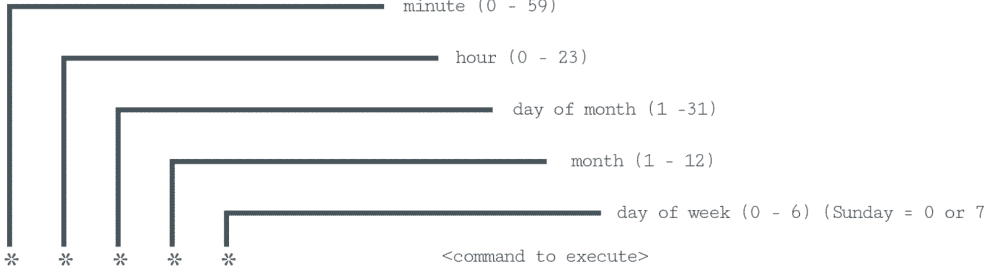 minute (0 - 59)
hour (0 - 23)
day of month (1 -31)
month (1 - 12)
day of week (0 - 6) (Sunday = 0 or 7
* * * * * <command to execute>